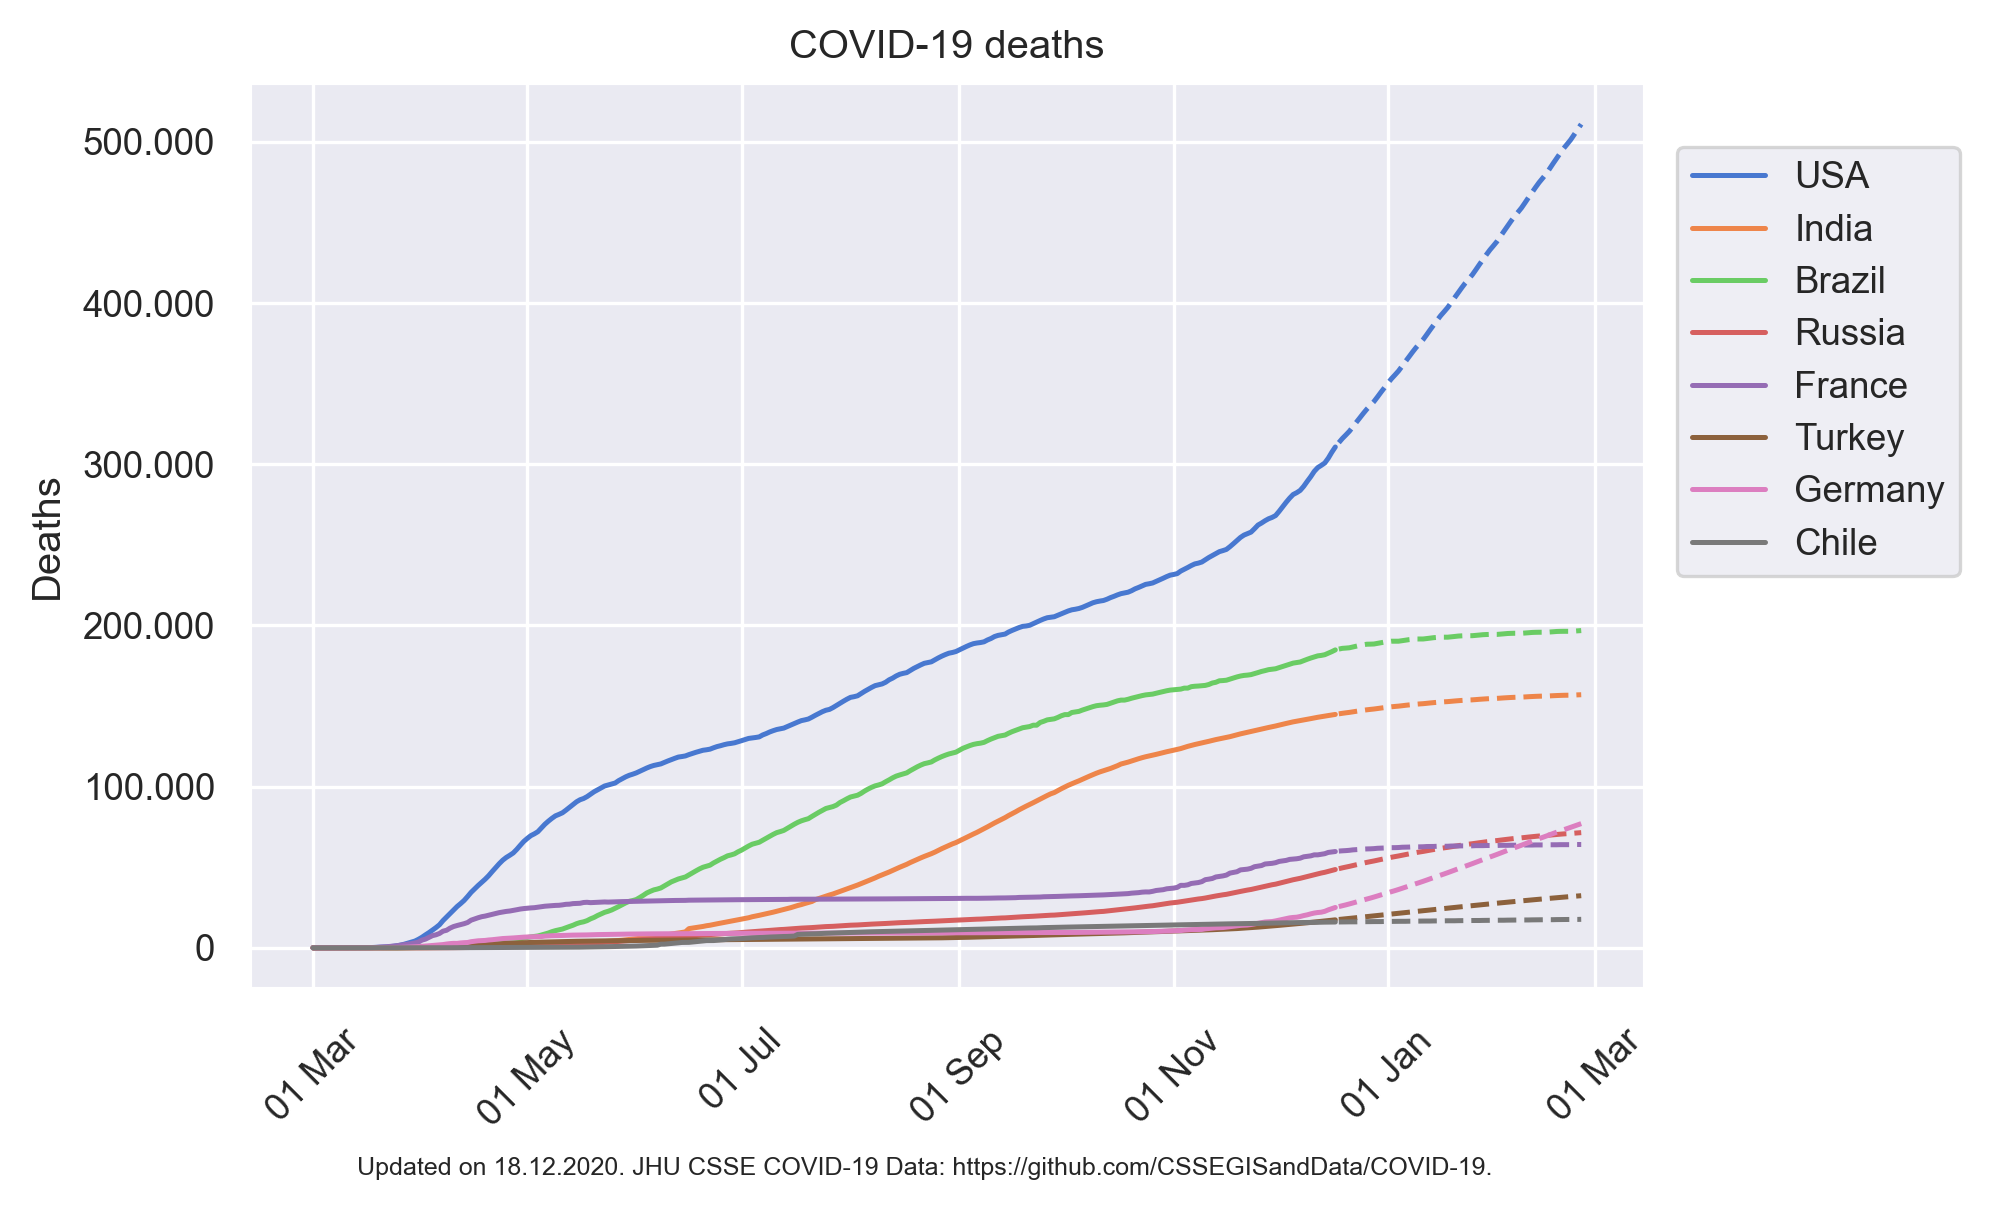 COVID-19 deaths
500.000
400.000
300.000
200.000
100.000
0
Deaths
01 Mar
01 May
01 Jul
01 Sep
01 Nov
01 Jan
01 Mar
USA
India
Brazil
Russia
France
Turkey
Germany
Chile
Updated on 18.12.2020. JHU CSSE COVID-19 Data: https://github.com/CSSEGISandData/COVID-19.